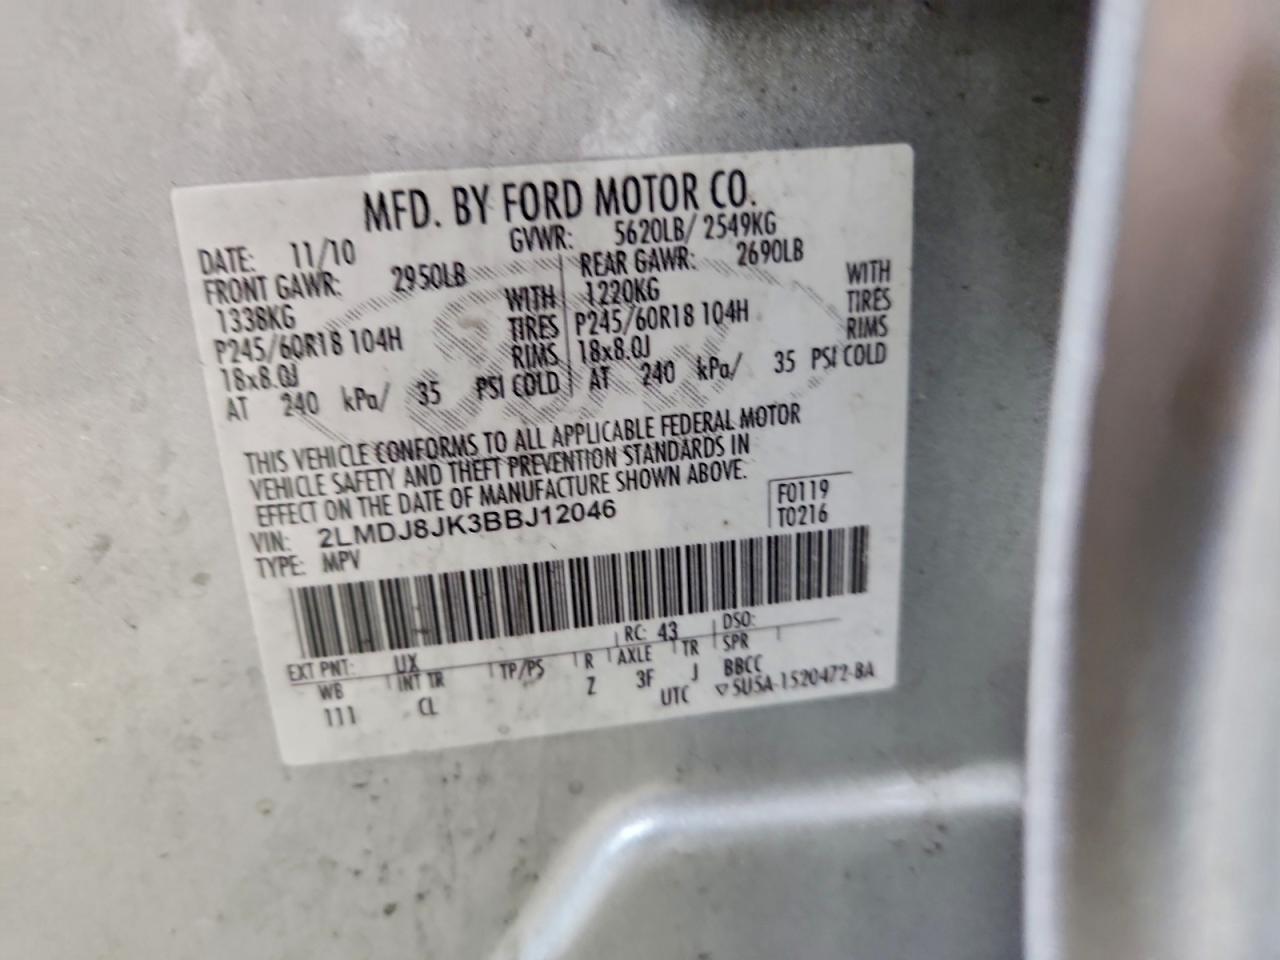 MFD. BY FORD MOTOR CO.
DATE: 11/10 GVWR: 5620LB/ 2549KG
FRONT GAWR: 2950LB REAR GAWR: 2690LB
1338KG WITH 1220KG WITH
P245/60R18 104H TIRES P245/60R18 104H TIRES
18x8.0J RIMS 18x8.0J RIMS
AT 240 kPa/ 35 PSI COLD AT 240 kPa/ 35 PSI COLD
THIS VEHICLE CONFORMS TO ALL APPLICABLE FEDERAL MOTOR
VEHICLE SAFETY AND THEFT PREVENTION STANDARDS IN
EFFECT ON THE DATE OF MANUFACTURE SHOWN ABOVE.
VIN: 2LMDJ8JK3BBJ12046 F0119
TYPE: MPV T0216
EXT PNT: UX RC: 43 DSO:
WB INT TR TP/PS R AXLE TR SPR
111 CL Z 3F J BBCC
UTC ▽5U5A-1520472-BA